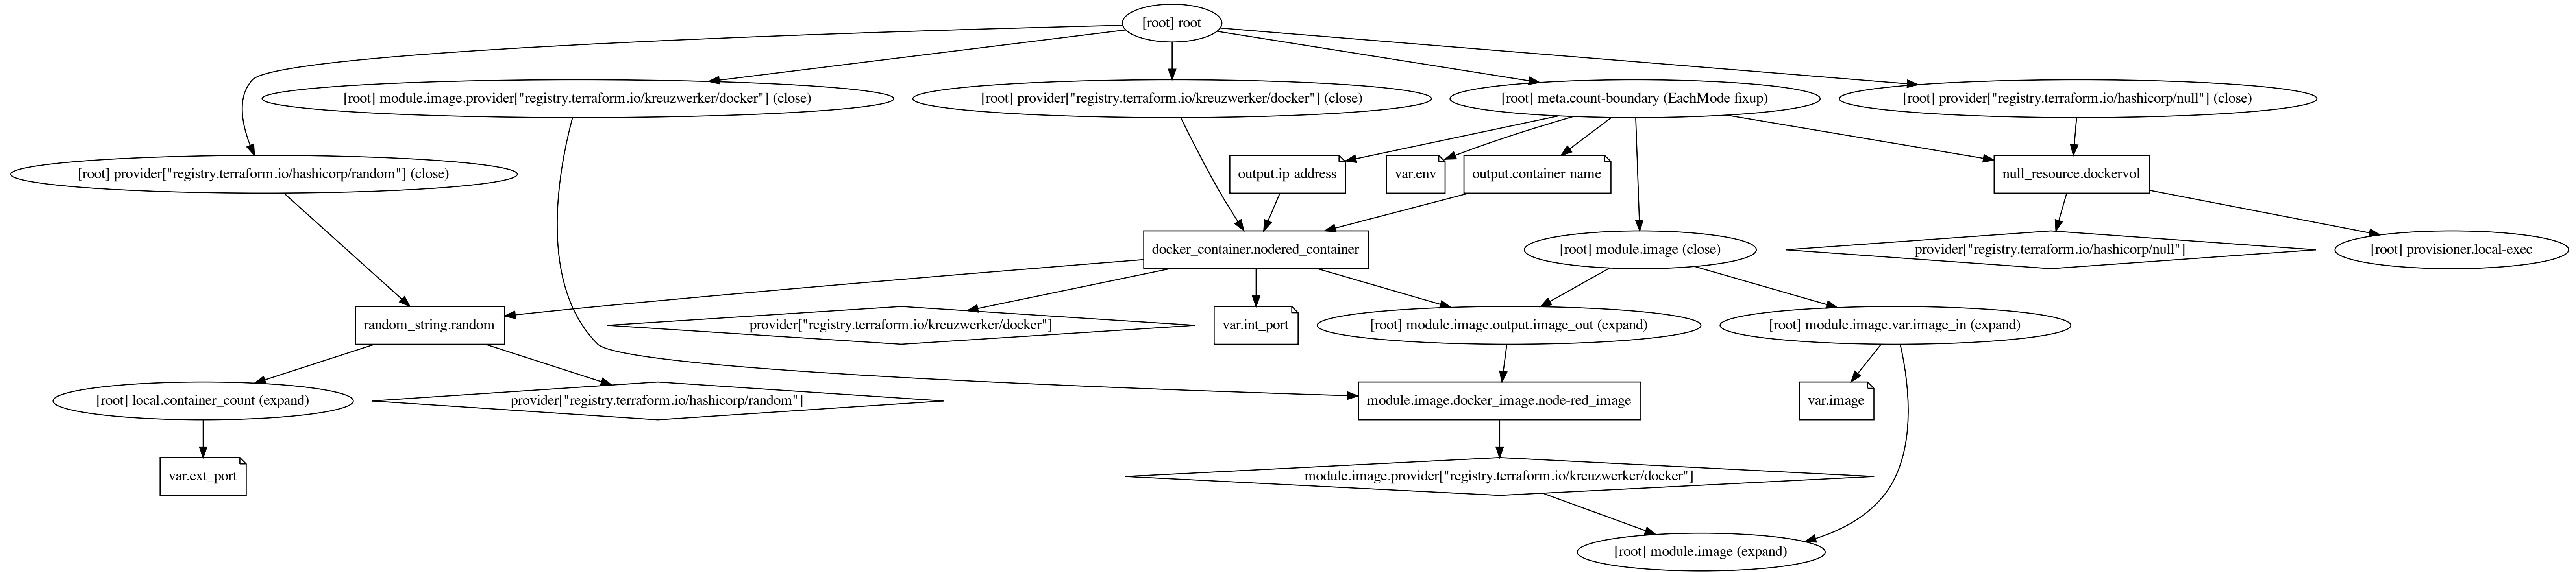 [root] root
[root] module.image.provider["registry.terraform.io/kreuzwerker/docker"] (close)
[root] provider["registry.terraform.io/kreuzwerker/docker"] (close)
[root] meta.count-boundary (EachMode fixup)
[root] provider["registry.terraform.io/hashicorp/null"] (close)
[root] provider["registry.terraform.io/hashicorp/random"] (close)
output.ip-address
var.env
output.container-name
null_resource.dockervol
docker_container.nodered_container
[root] module.image (close)
provider["registry.terraform.io/hashicorp/null"]
[root] provisioner.local-exec
random_string.random
provider["registry.terraform.io/kreuzwerker/docker"]
var.int_port
[root] module.image.output.image_out (expand)
[root] module.image.var.image_in (expand)
[root] local.container_count (expand)
provider["registry.terraform.io/hashicorp/random"]
module.image.docker_image.node-red_image
var.image
var.ext_port
module.image.provider["registry.terraform.io/kreuzwerker/docker"]
[root] module.image (expand)